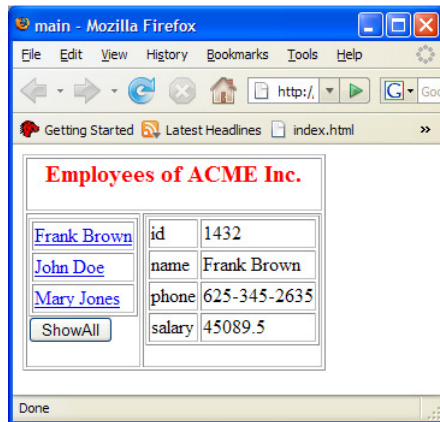 main - Mozilla Firefox
File Edit View History Bookmarks Tools Help
http:/, G Goo
Getting Started Latest Headlines index.html »
Employees of ACME Inc.
Frank Brown
John Doe
Mary Jones
ShowAll
id 1432
name Frank Brown
phone 625-345-2635
salary 45089.5
Done